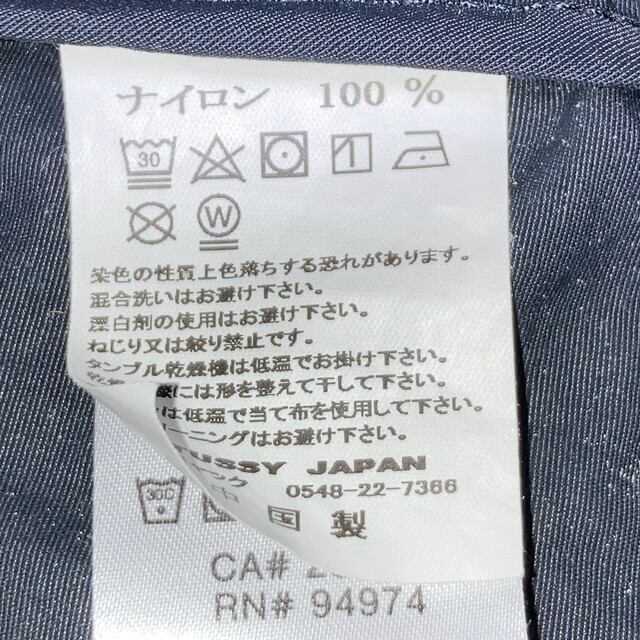 ナイロン 100 %
30
W
染色の性質上色落ちする恐れがあります。
混合洗いはお避け下さい。
漂白剤の使用はお避け下さいです。
ねじり又は絞り禁止です。
タンブル乾燥機は低温でお掛け下さい。
には形を整えて干して下さい。
は低温で当て布を使用して下さい。
ーニングはお避け下さい。
USSY JAPAN
ク 0548-22-7366
30C 国 製
CA#
RN# 94974